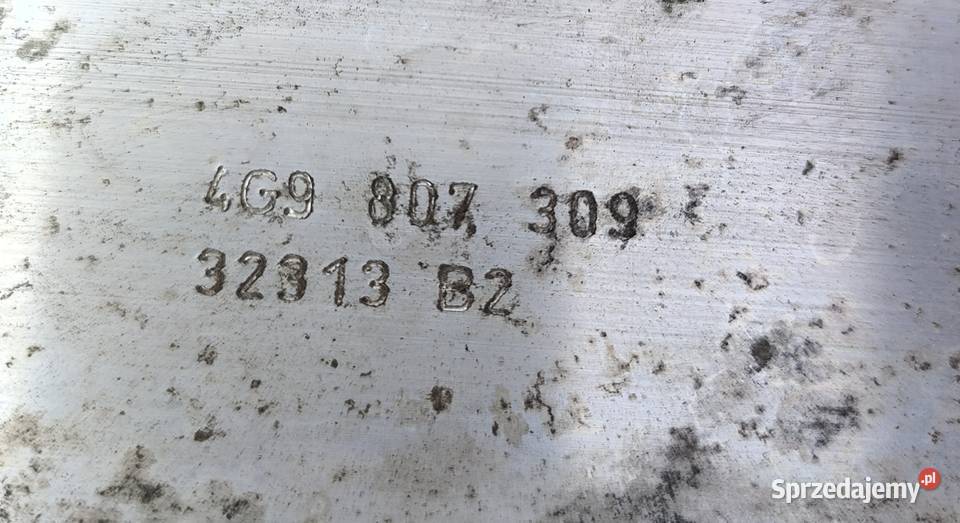 4G9 807 309
32313 B2
Sprzedajemy.pl